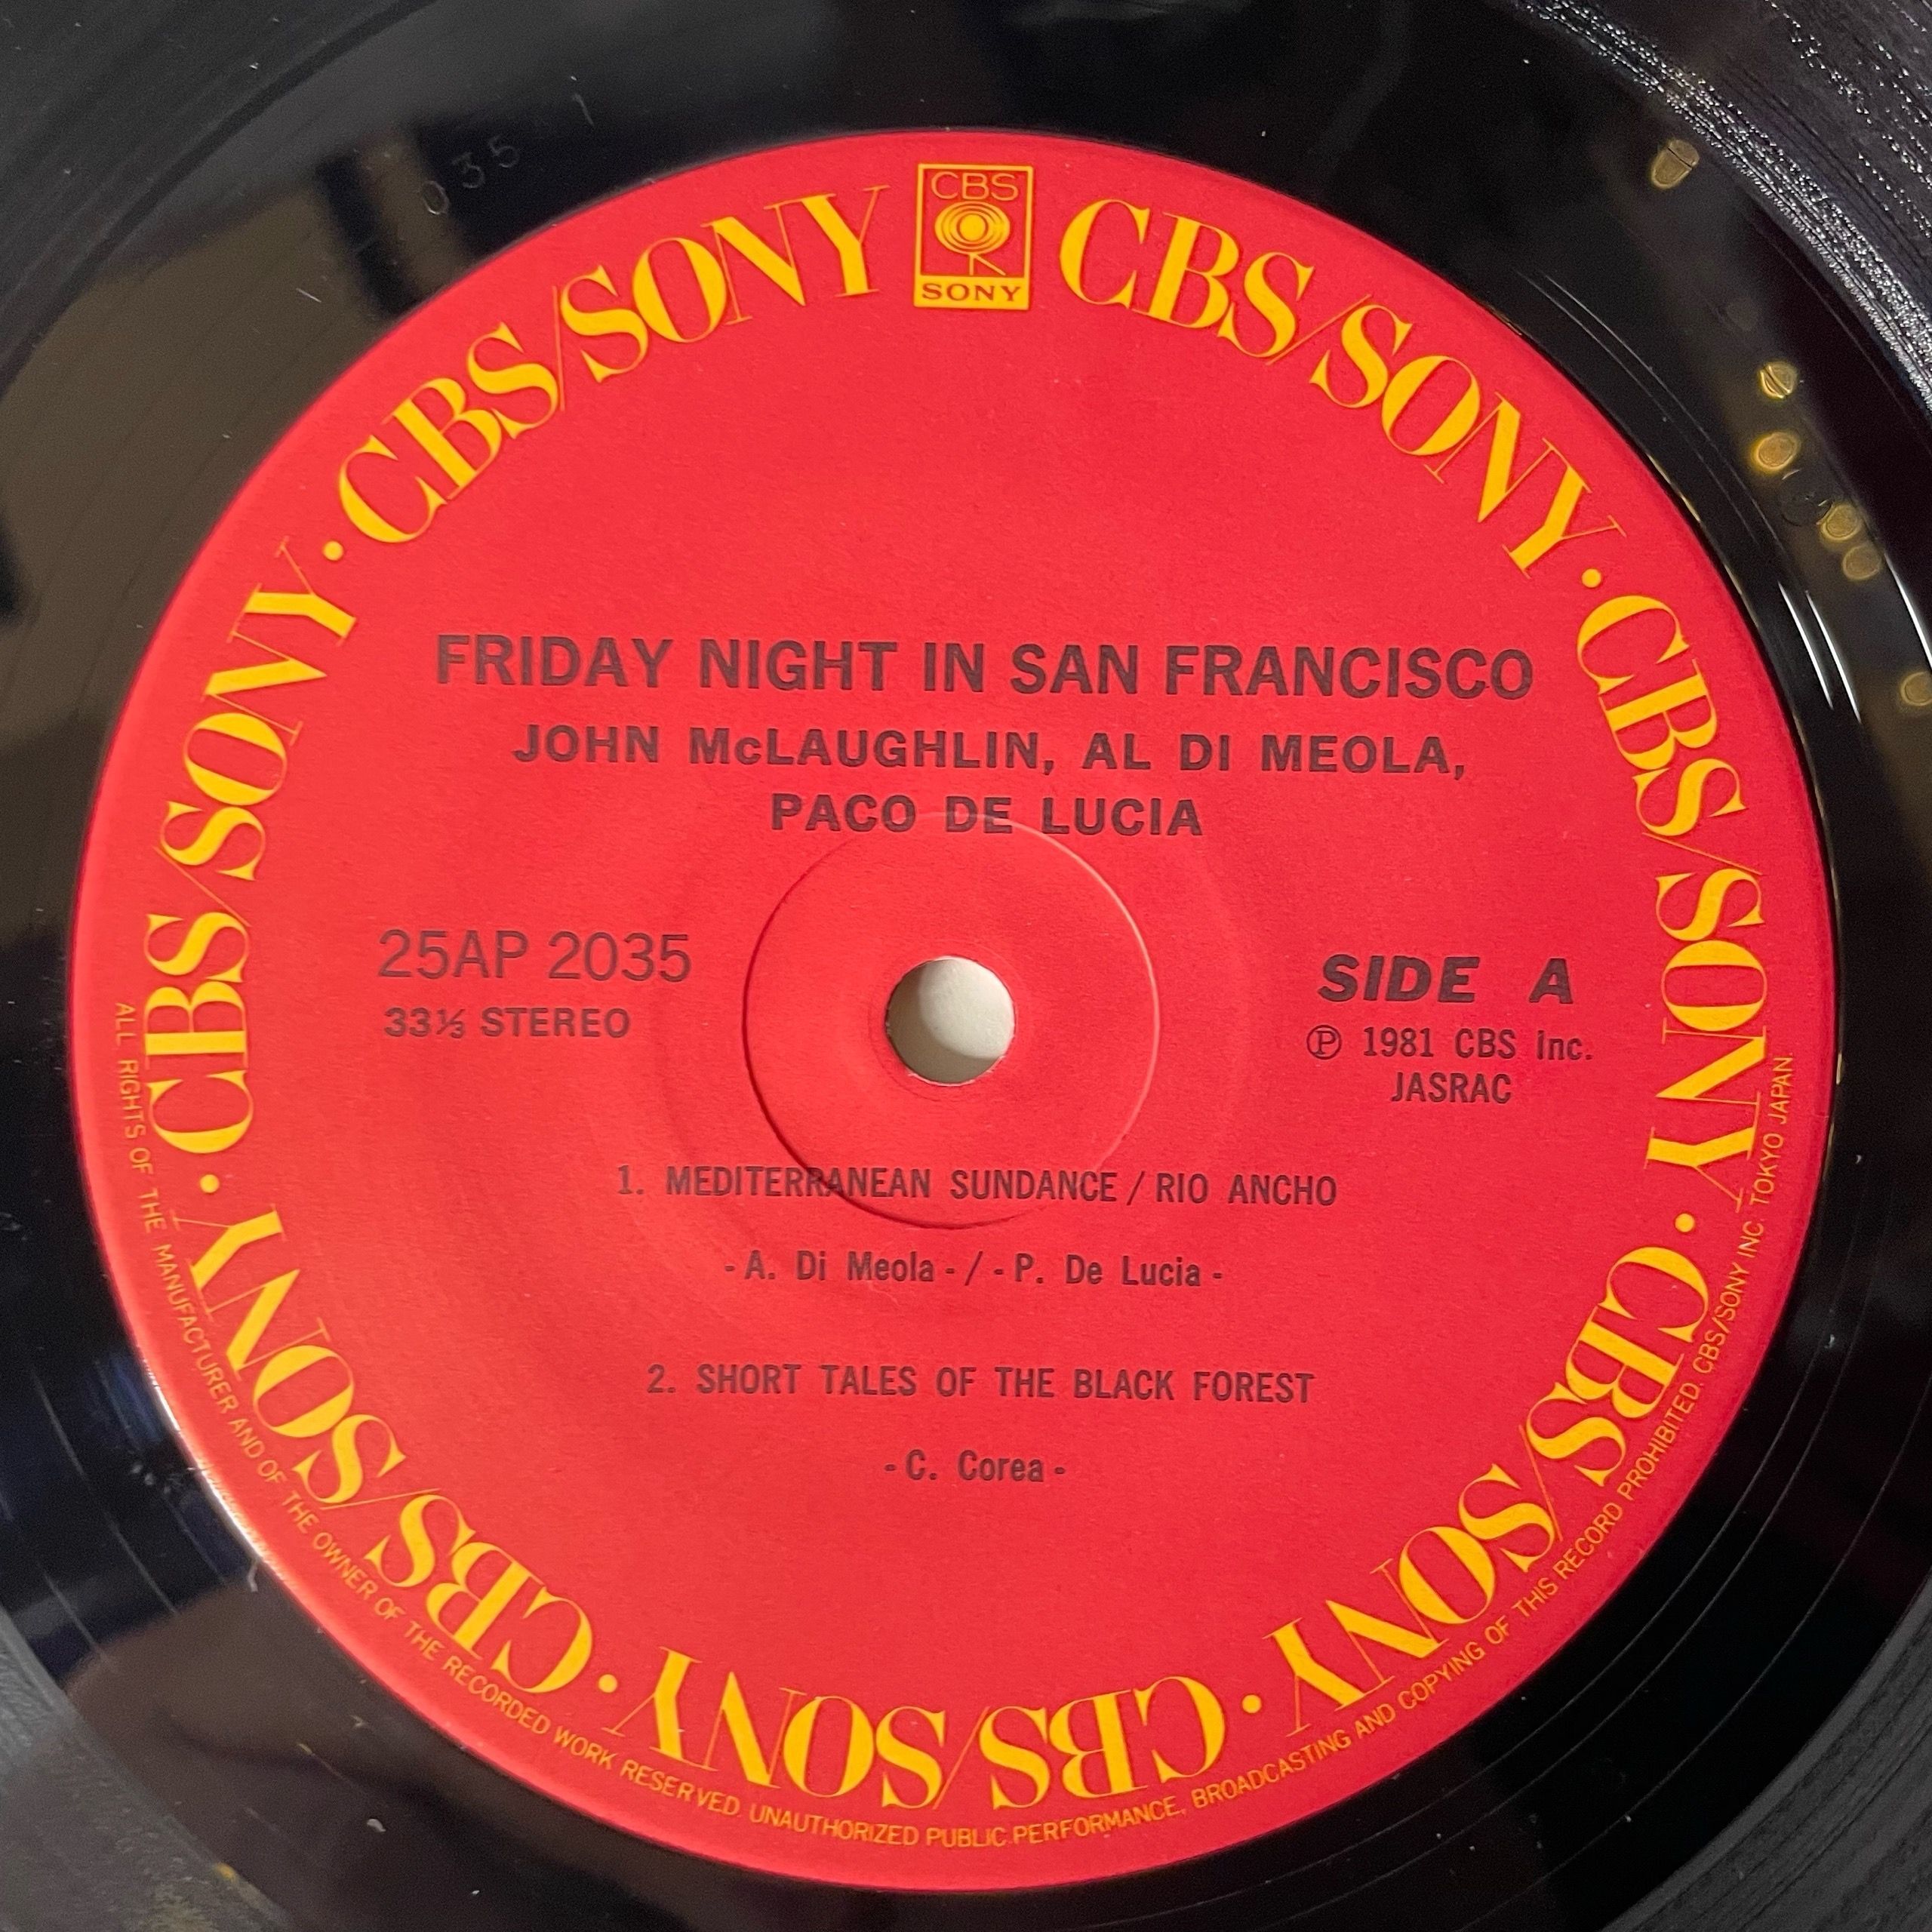 035
CBS
SONY
CBS/SONY · CBS/SONY · CBS/SONY · CBS/SONY · CBS/SONY · CBS/SONY · CBS/SONY
FRIDAY NIGHT IN SAN FRANCISCO
JOHN McLAUGHLIN, AL DI MEOLA,
PACO DE LUCIA
25AP 2035
33⅓ STEREO
SIDE A
℗ 1981 CBS Inc.
JASRAC
1. MEDITERRANEAN SUNDANCE / RIO ANCHO
- A. Di Meola - / - P. De Lucia -
2. SHORT TALES OF THE BLACK FOREST
- C. Corea -
ALL RIGHTS OF THE MANUFACTURER AND OF THE OWNER OF THE RECORDED WORK RESERVED. UNAUTHORIZED PUBLIC PERFORMANCE, BROADCASTING AND COPYING OF THIS RECORD PROHIBITED. CBS/SONY INC. TOKYO JAPAN